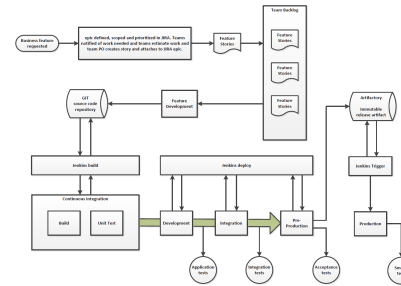 Team Backlog
Business feature
requested
epic defined, scoped and prioritized in JIRA. Teams
notified of work needed and teams estimate work and
team PO creates story and attaches to JIRA epic.
Feature
Stories
Feature
Stories
Feature
Stories
Feature
Stories
GIT
source code
repository
Feature
Development
Artifactory
Immutable
release artifact
Jenkins build
Jenkins deploy
Jenkins Trigger
Continuous Integration
Build
Unit Test
Development
Integration
Pre-
Production
Production
Application
tests
Integration
tests
Acceptance
tests